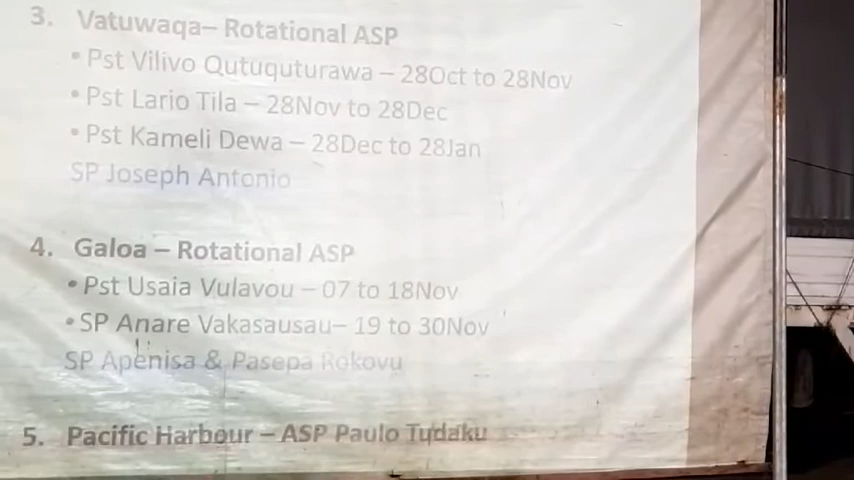 3. Vatuwaqa– Rotational ASP
• Pst Vilivo Qutuquturawa – 28Oct to 28Nov
• Pst Lario Tila – 28Nov to 28Dec
• Pst Kameli Dewa – 28Dec to 28Jan
SP Joseph Antonio
4. Galoa – Rotational ASP
• Pst Usaia Vulavou – 07 to 18Nov
• SP Anare Vakasausau– 19 to 30Nov
SP Apenisa & Pasepa Rokovu
5. Pacific Harbour – ASP Paulo Tudaku